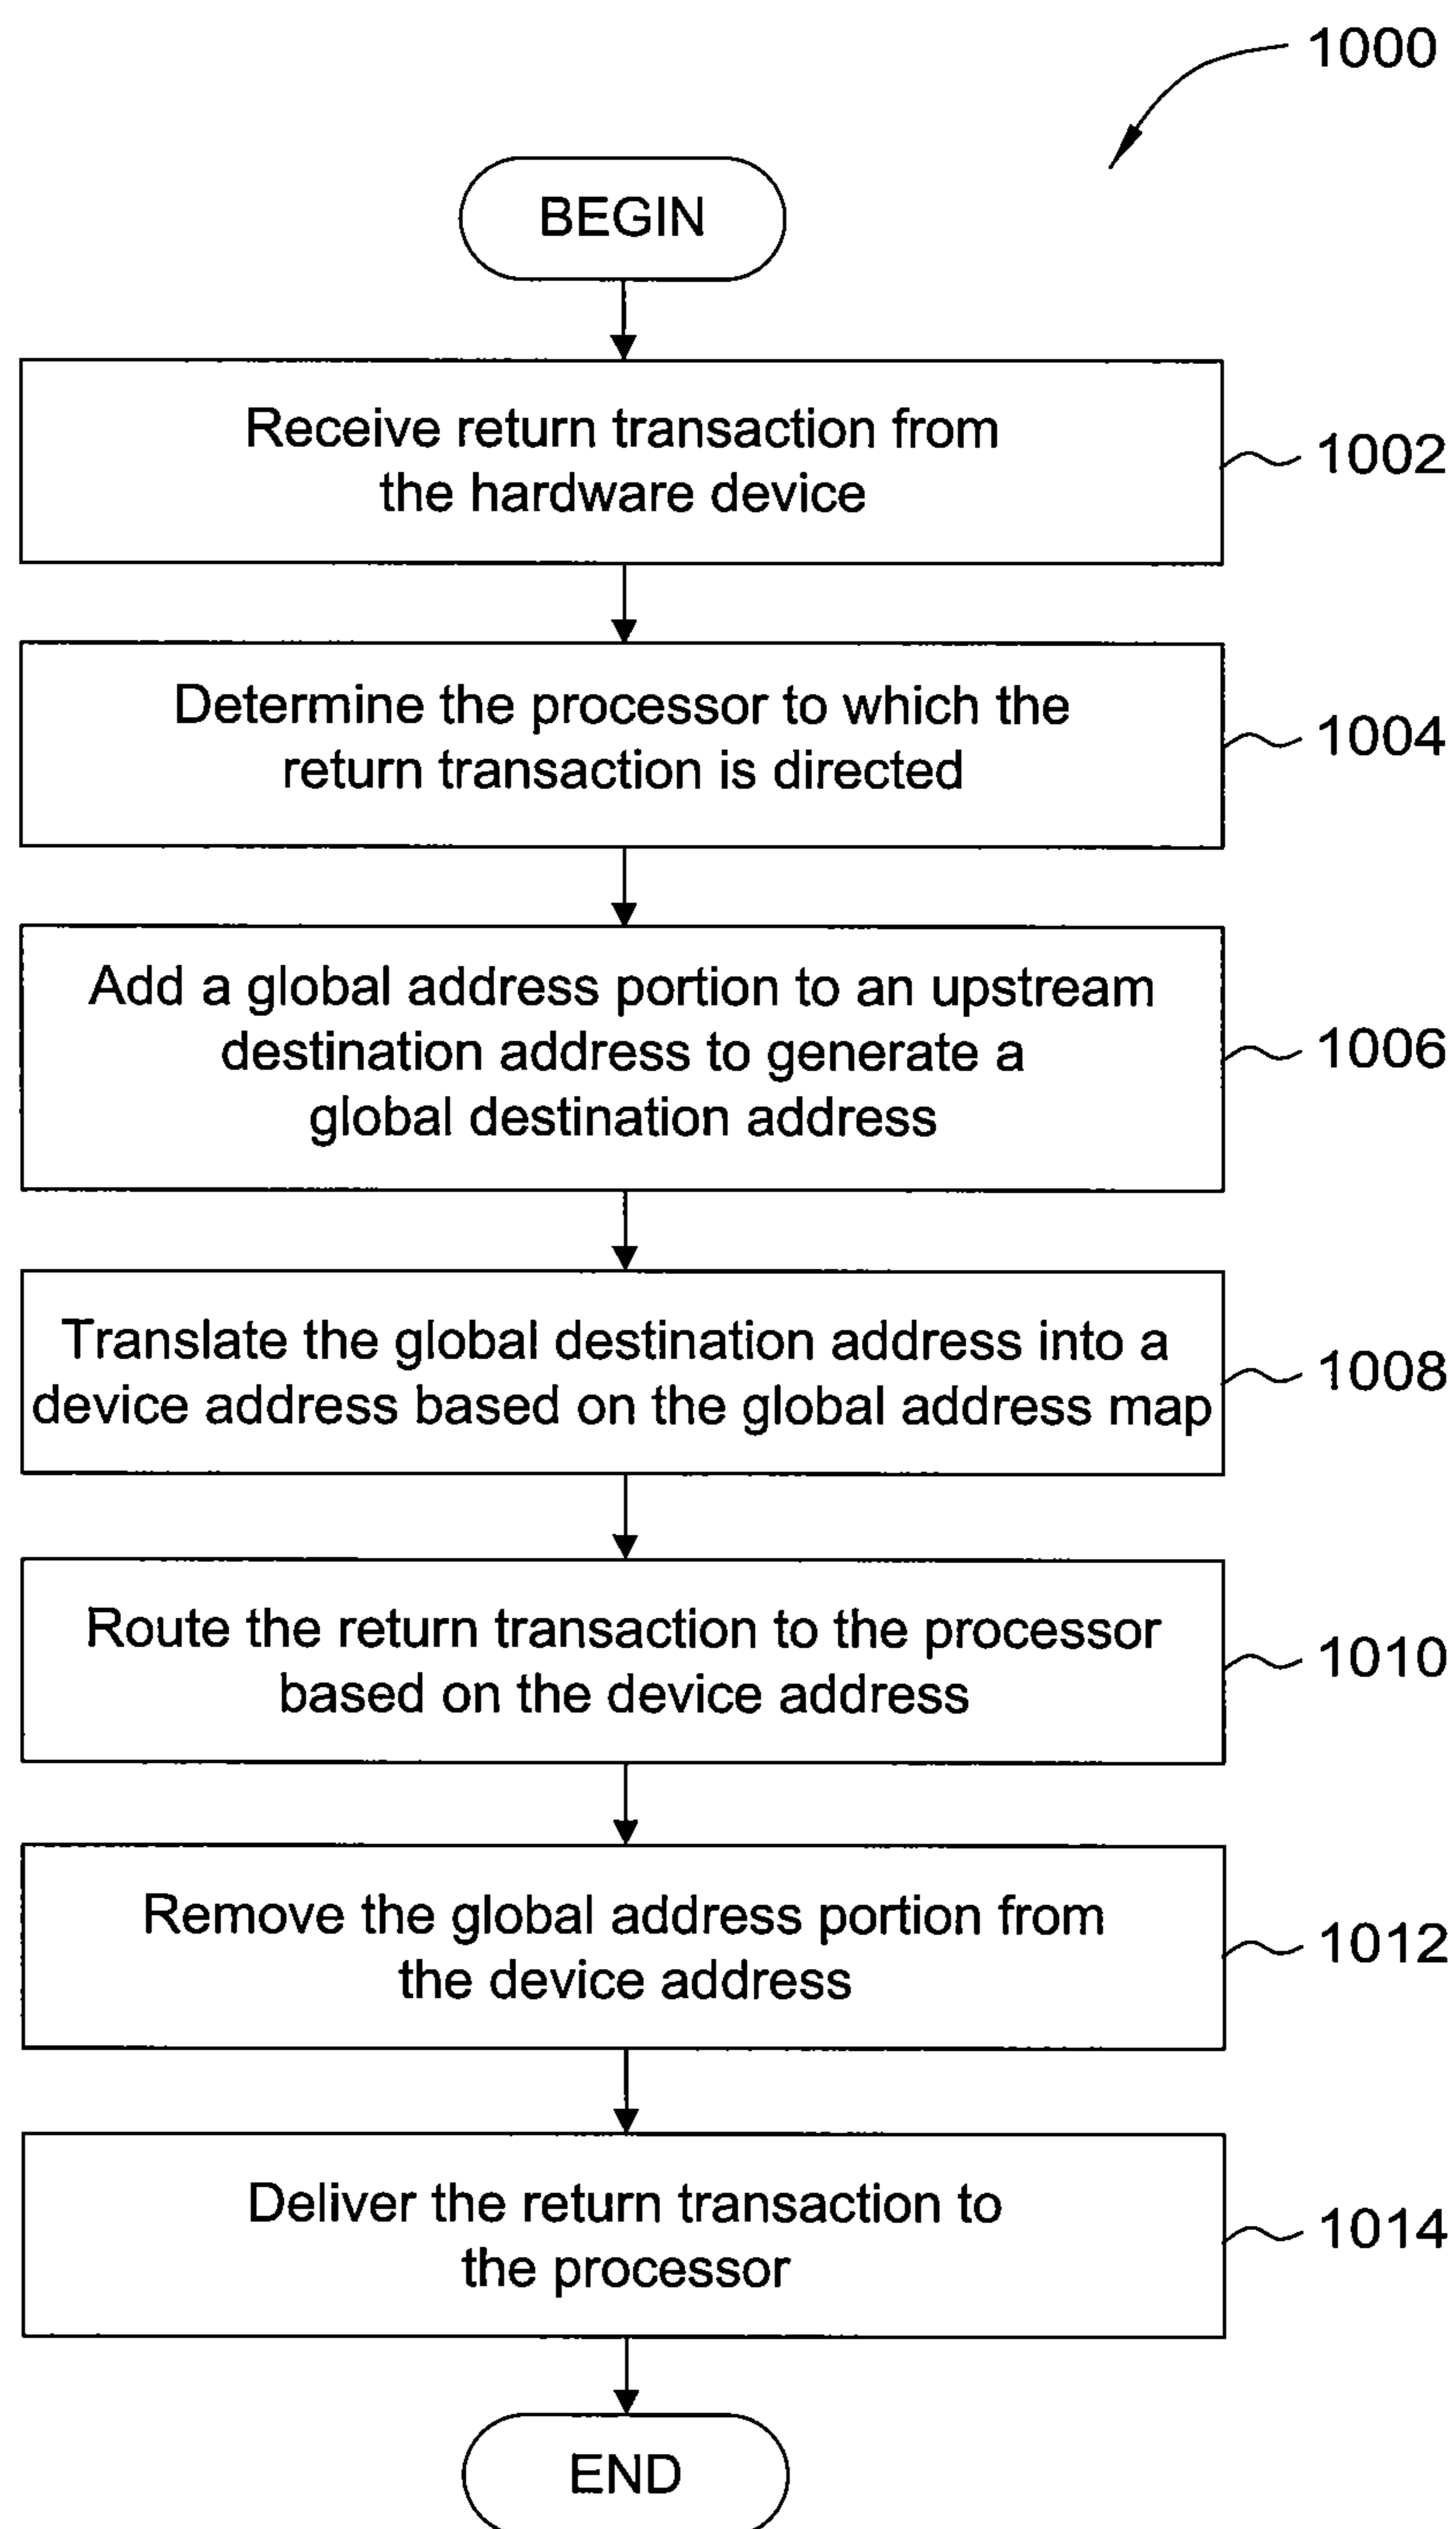 1000
BEGIN
Receive return transaction from
the hardware device
1002
Determine the processor to which the
return transaction is directed
1004
Add a global address portion to an upstream
destination address to generate a
global destination address
1006
Translate the global destination address into a
device address based on the global address map
1008
Route the return transaction to the processor
based on the device address
1010
Remove the global address portion from
the device address
1012
Deliver the return transaction to
the processor
1014
END